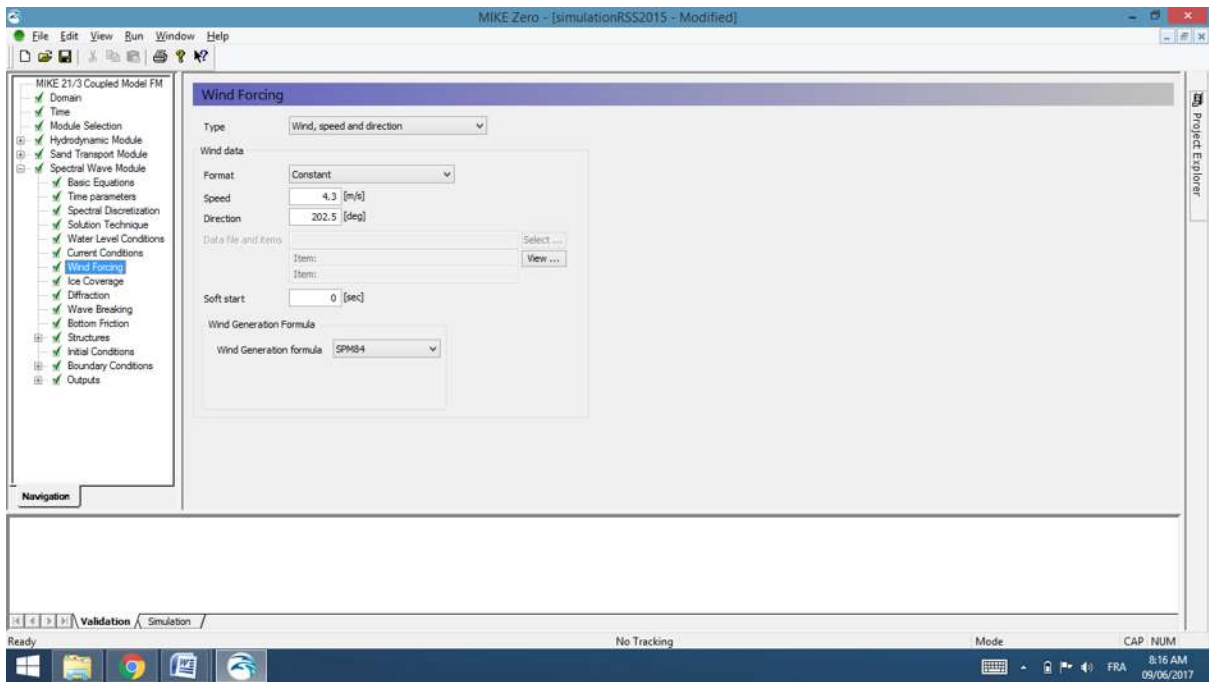 MIKE Zero - [simulationRSS2015 - Modified]
File Edit View Run Window Help
MIKE 21/3 Coupled Model FM
Domain
Time
Module Selection
Hydrodynamic Module
Sand Transport Module
Spectral Wave Module
Basic Equations
Time parameters
Spectral Discretization
Solution Technique
Water Level Conditions
Current Conditions
Wind Forcing
Ice Coverage
Diffraction
Wave Breaking
Bottom Friction
Structures
Initial Conditions
Boundary Conditions
Outputs
Navigation
Wind Forcing
Type Wind, speed and direction
Wind data
Format Constant
Speed 4.3 [m/s]
Direction 202.5 [deg]
Data file and items Select ...
Item: View ...
Item:
Soft start 0 [sec]
Wind Generation Formula
Wind Generation formula SPM84
Project Explorer
Validation Simulation
Ready No Tracking Mode CAP NUM
FRA 8:16 AM
09/06/2017